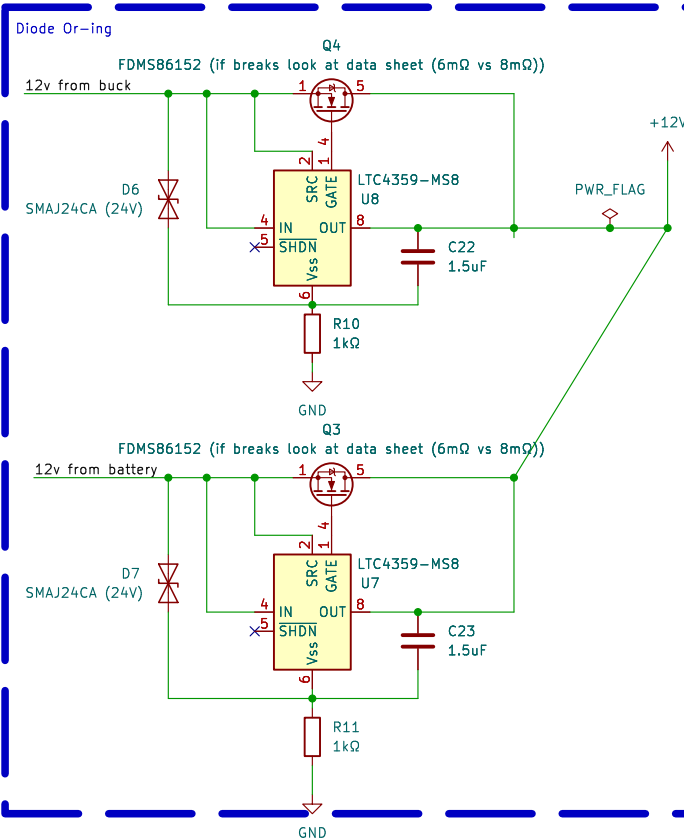 Diode Or-ing
Q4
FDMS86152 (if breaks look at data sheet (6mΩ vs 8mΩ))
12v from buck
1
5
4
+12V
2
1
LTC4359-MS8
U8
SRC
GATE
D6
SMAJ24CA (24V)
PWR_FLAG
4
IN
OUT
8
5
SHDN
C22
1.5uF
Vss
6
R10
1kΩ
GND
Q3
FDMS86152 (if breaks look at data sheet (6mΩ vs 8mΩ))
12v from battery
1
5
4
2
1
LTC4359-MS8
U7
SRC
GATE
D7
SMAJ24CA (24V)
4
IN
OUT
8
5
SHDN
C23
1.5uF
Vss
6
R11
1kΩ
GND